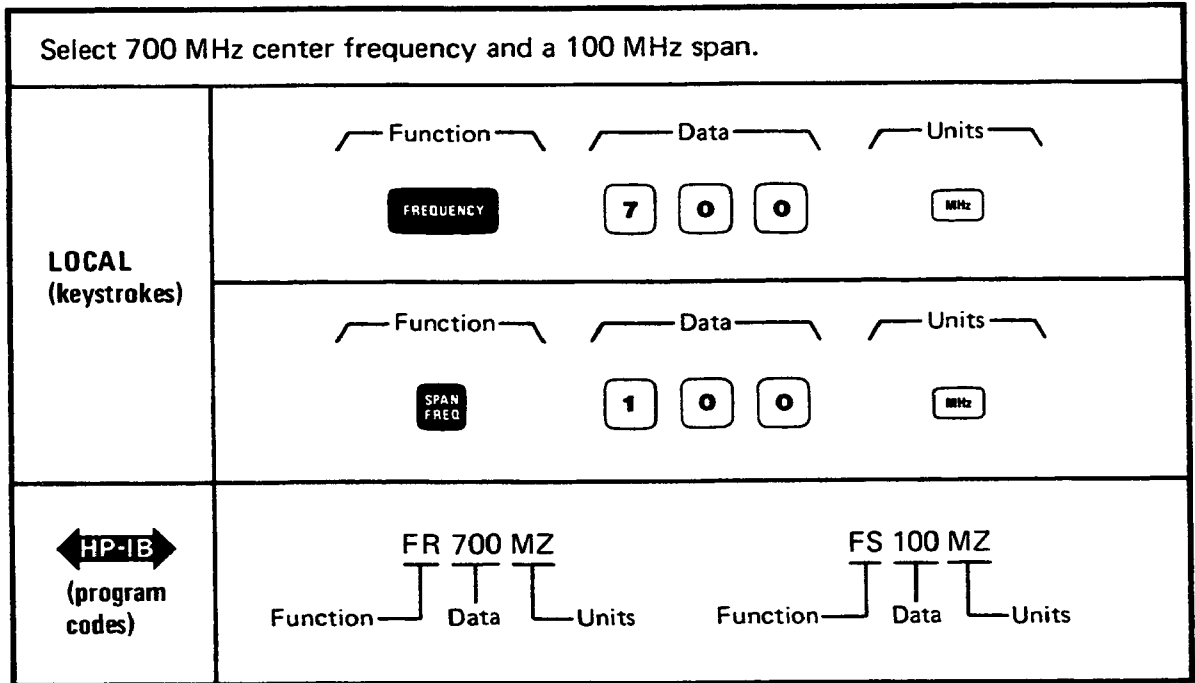 Select 700 MHz center frequency and a 100 MHz span.
LOCAL
(keystrokes)
Function Data Units
FREQUENCY 7 0 0 MHz
Function Data Units
SPAN
FREQ
1 0 0 MHz
HP-IB
(program
codes)
FR 700 MZ FS 100 MZ
Function Data Units Function Data Units